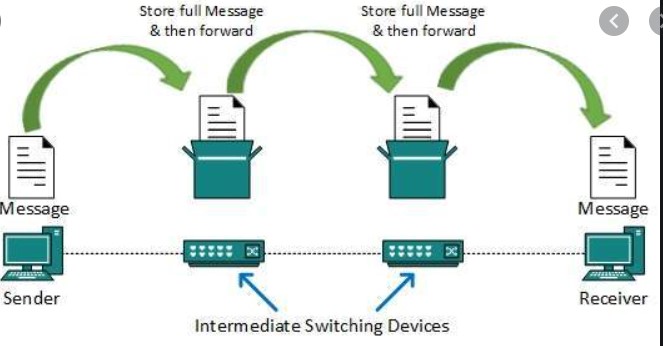 Store full Message
& then forward
Store full Message
& then forward
Message
Message
Sender
Receiver
Intermediate Switching Devices